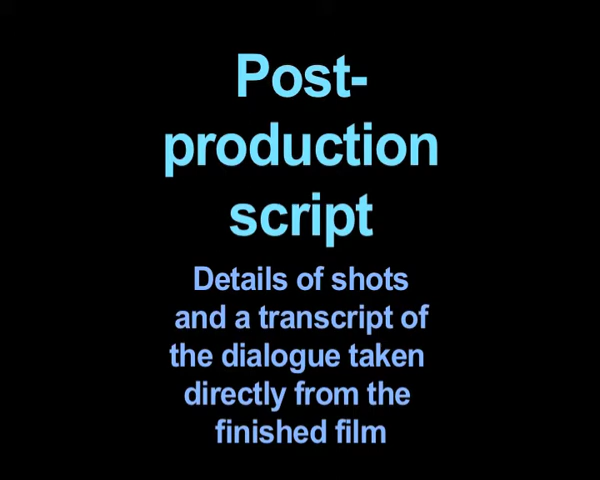 Post-
production
script
Details of shots
and a transcript of
the dialogue taken
directly from the
finished film